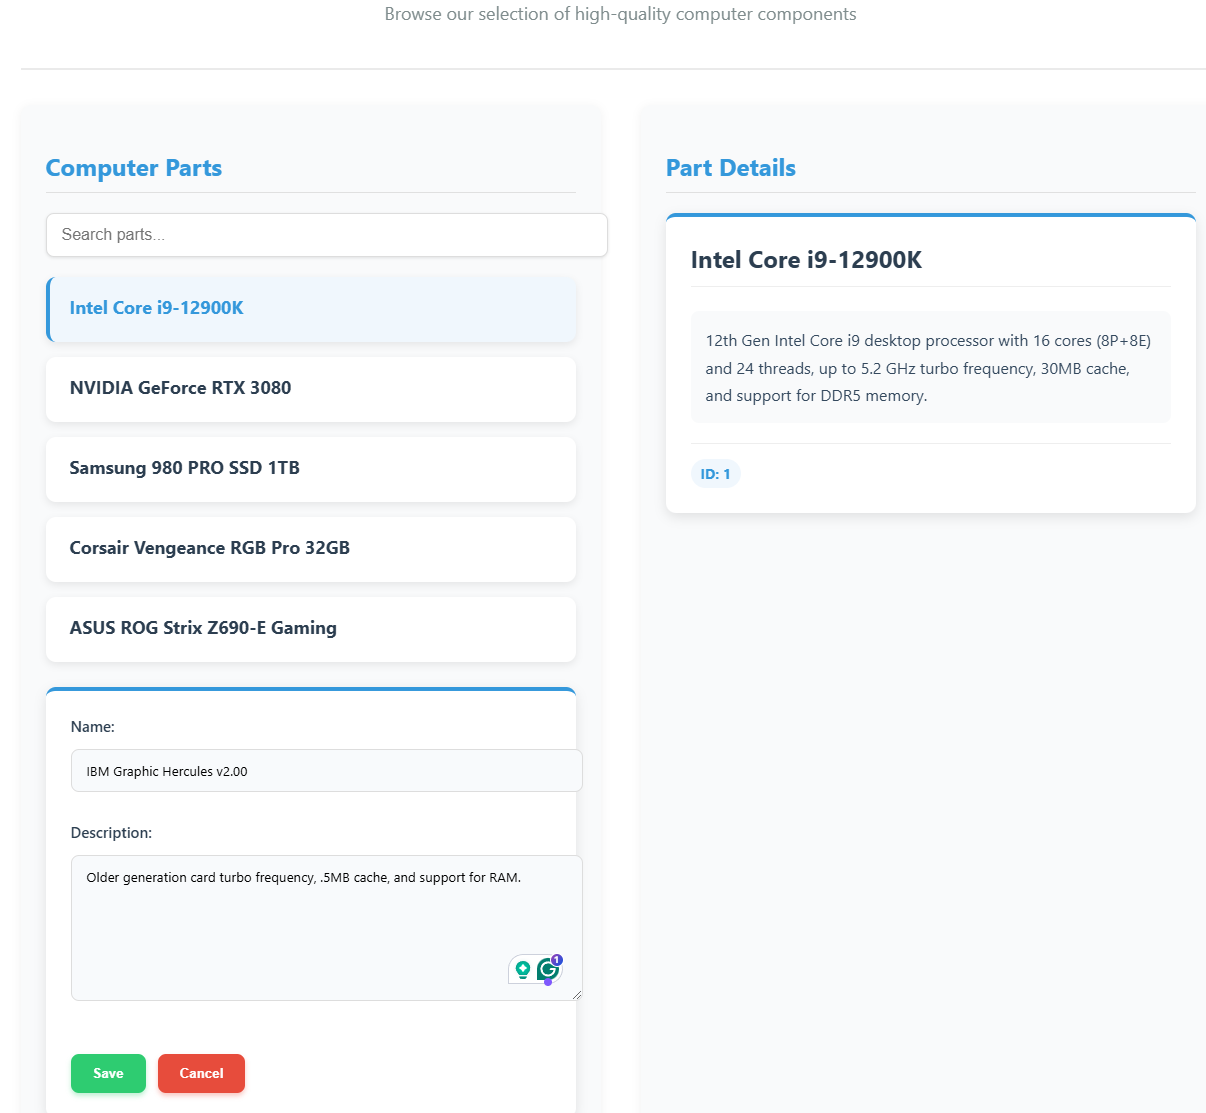 Browse our selection of high-quality computer components
Computer Parts
Search parts...
Intel Core i9-12900K
NVIDIA GeForce RTX 3080
Samsung 980 PRO SSD 1TB
Corsair Vengeance RGB Pro 32GB
ASUS ROG Strix Z690-E Gaming
Name:
IBM Graphic Hercules v2.00
Description:
Older generation card turbo frequency, .5MB cache, and support for RAM.
1
Save
Cancel
Part Details
Intel Core i9-12900K
12th Gen Intel Core i9 desktop processor with 16 cores (8P+8E)
and 24 threads, up to 5.2 GHz turbo frequency, 30MB cache,
and support for DDR5 memory.
ID: 1